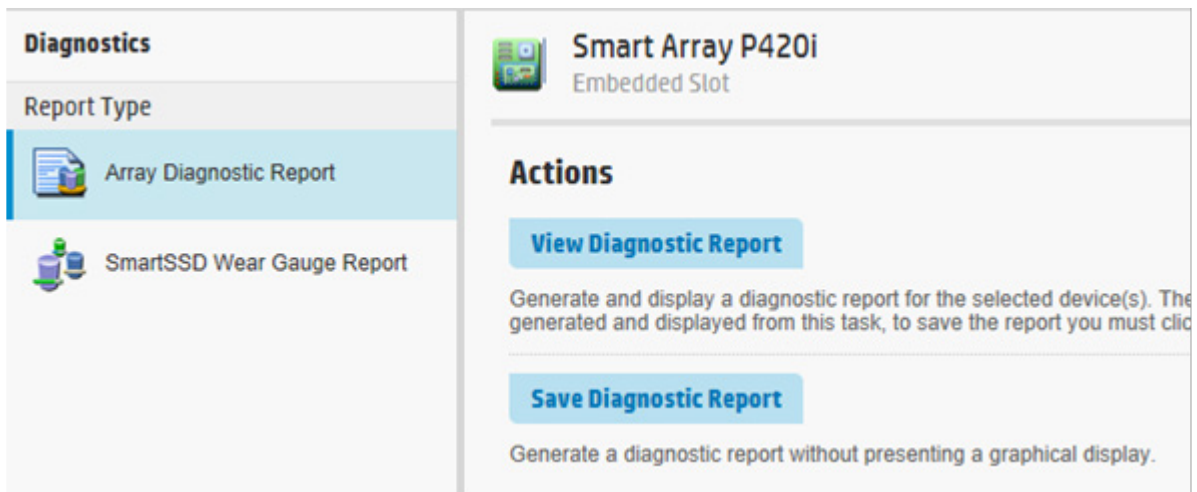 Diagnostics
Report Type
Array Diagnostic Report
SmartSSD Wear Gauge Report
Smart Array P420i
Embedded Slot
Actions
View Diagnostic Report
Generate and display a diagnostic report for the selected device(s). The
generated and displayed from this task, to save the report you must clic
Save Diagnostic Report
Generate a diagnostic report without presenting a graphical display.